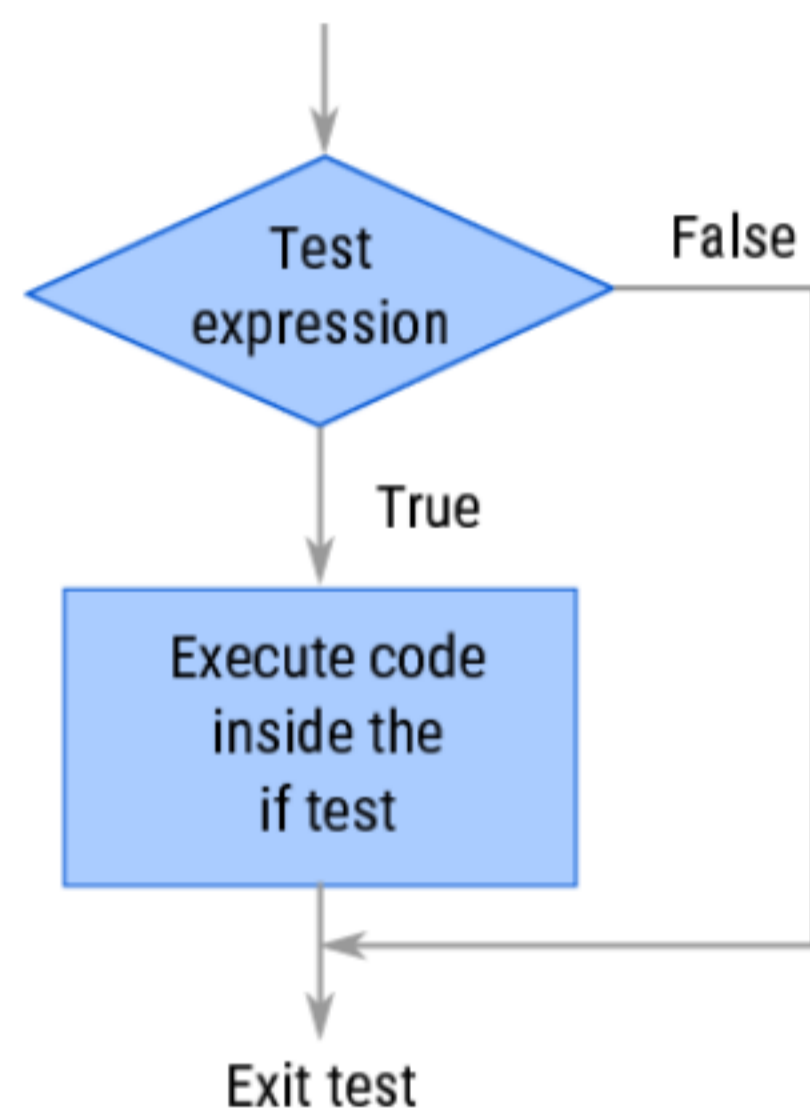 Test
expression
False
True
Execute code
inside the
if test
Exit test